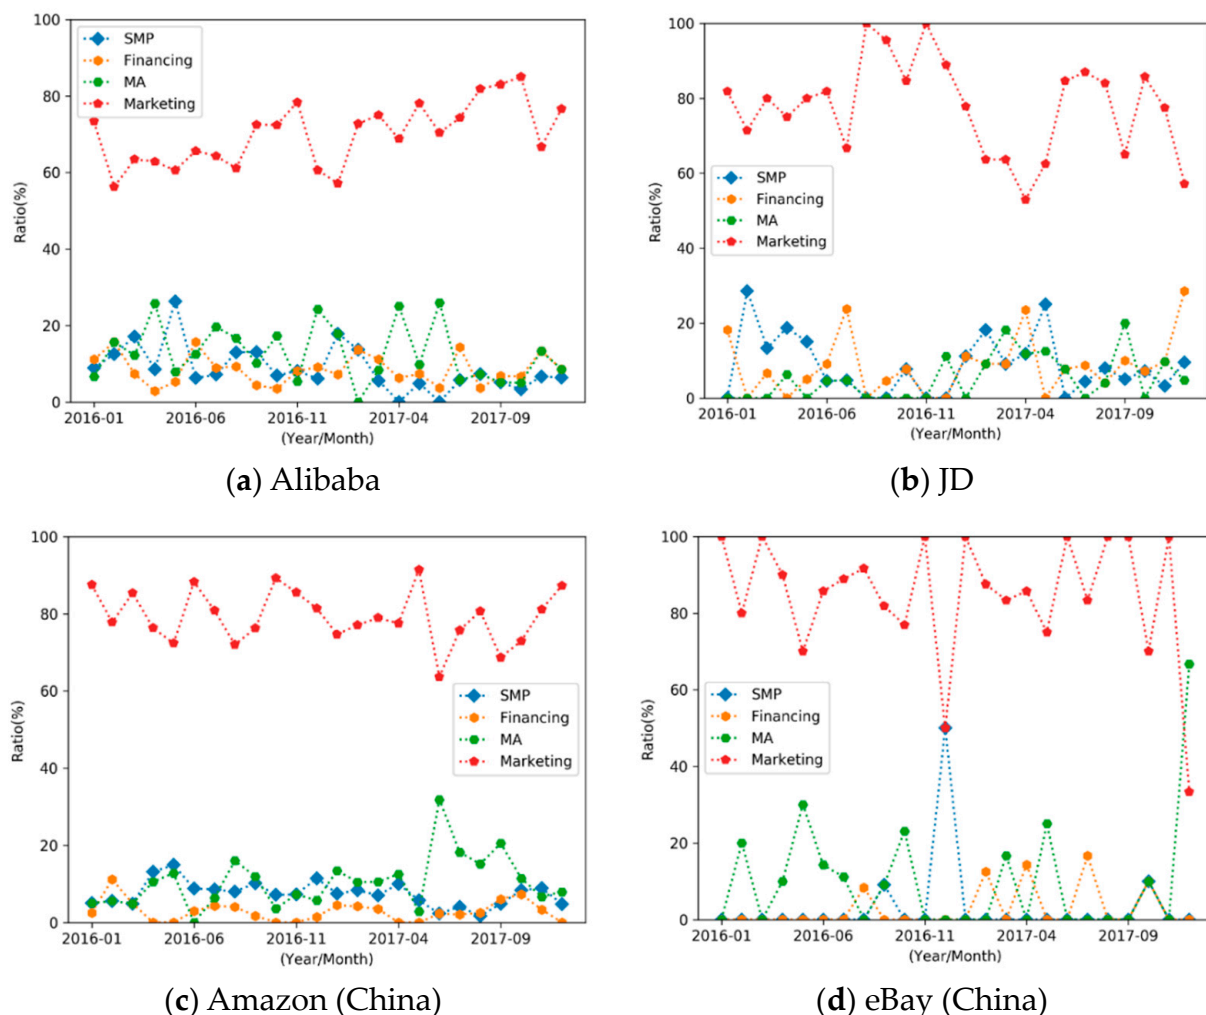 100
80
60
40
20
0
Ratio(%)
SMP
Financing
MA
Marketing
2016-01 2016-06 2016-11 2017-04 2017-09
(Year/Month)
(a) Alibaba
100
80
60
40
20
0
Ratio(%)
SMP
Financing
MA
Marketing
2016-01 2016-06 2016-11 2017-04 2017-09
(Year/Month)
(b) JD
100
80
60
40
20
0
Ratio(%)
SMP
Financing
MA
Marketing
2016-01 2016-06 2016-11 2017-04 2017-09
(Year/Month)
(c) Amazon (China)
100
80
60
40
20
0
Ratio(%)
SMP
Financing
MA
Marketing
2016-01 2016-06 2016-11 2017-04 2017-09
(Year/Month)
(d) eBay (China)